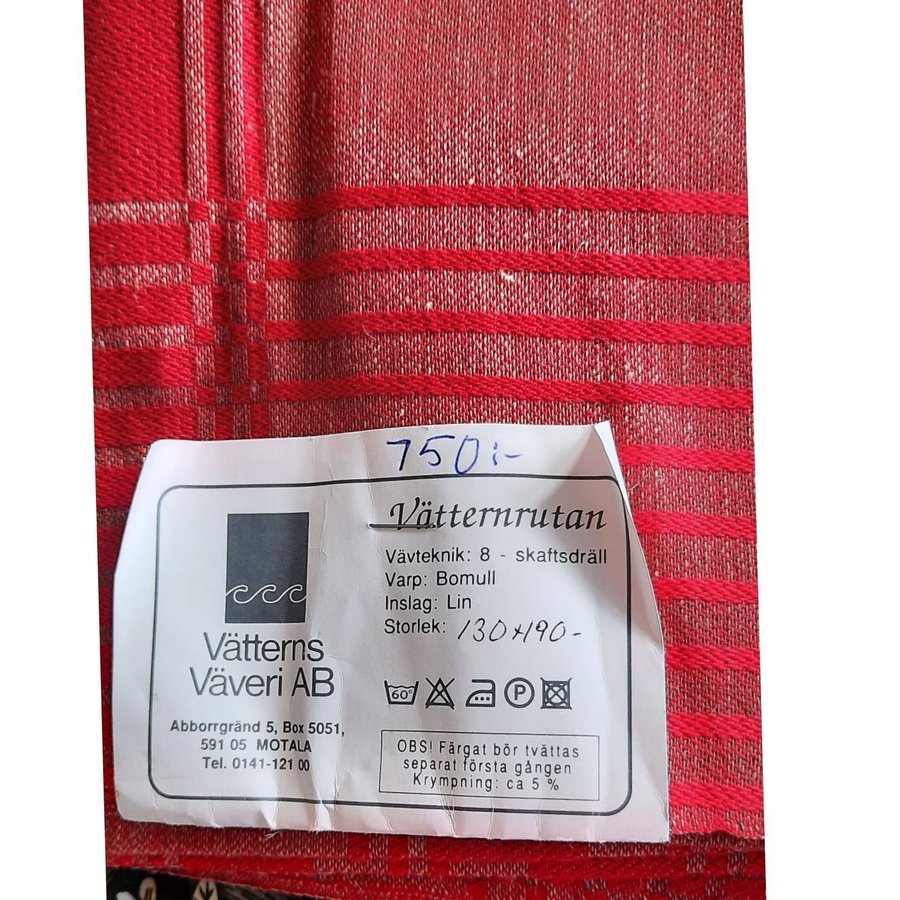 750:-
Vätternrutan
Vävteknik: 8 - skaftsdräll
Varp: Bomull
Inslag: Lin
Storlek: 130x190-
Vätterns
Väveri AB
Abborrgränd 5, Box 5051,
591 05 MOTALA
Tel. 0141-121 00
60°
P
OBS! Färgat bör tvättas
separat första gången
Krympning: ca 5 %